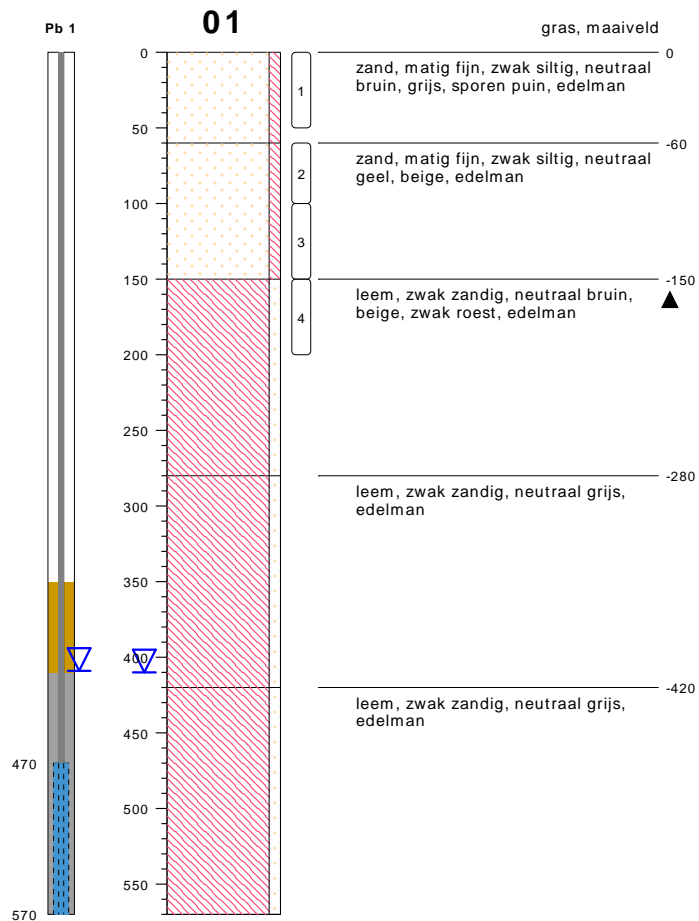 Pb 1
01
gras, maaiveld
0
0
zand, matig fijn, zwak siltig, neutraal
bruin, grijs, sporen puin, edelman
1
50
-60
zand, matig fijn, zwak siltig, neutraal
geel, beige, edelman
2
100
3
150
-150
leem, zwak zandig, neutraal bruin,
beige, zwak roest, edelman
4
200
250
-280
leem, zwak zandig, neutraal grijs,
edelman
300
350
400
-420
leem, zwak zandig, neutraal grijs,
edelman
450
470
500
550
570